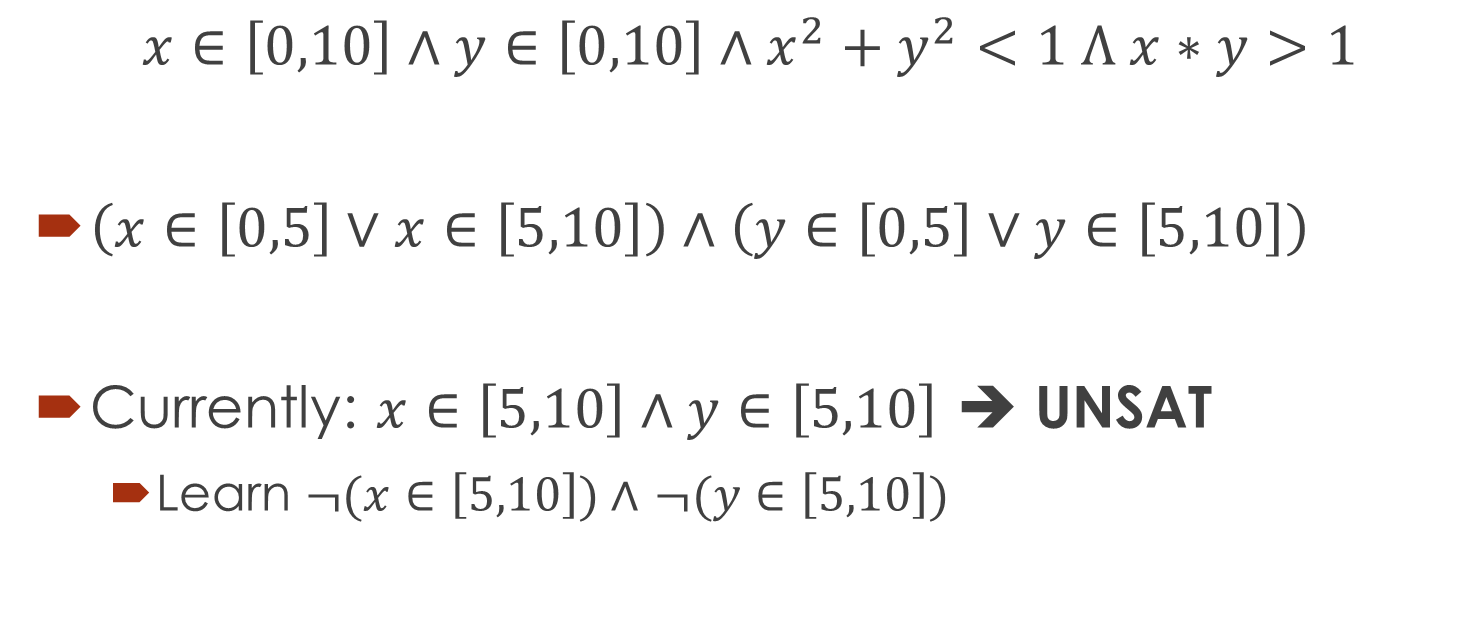 x ∈ [0,10] ∧ y ∈ [0,10] ∧ x² + y² < 1 Λ x ∗ y > 1
(x ∈ [0,5] ∨ x ∈ [5,10]) ∧ (y ∈ [0,5] ∨ y ∈ [5,10])
Currently: x ∈ [5,10] ∧ y ∈ [5,10] ➔ UNSAT
Learn ¬(x ∈ [5,10]) ∧ ¬(y ∈ [5,10])